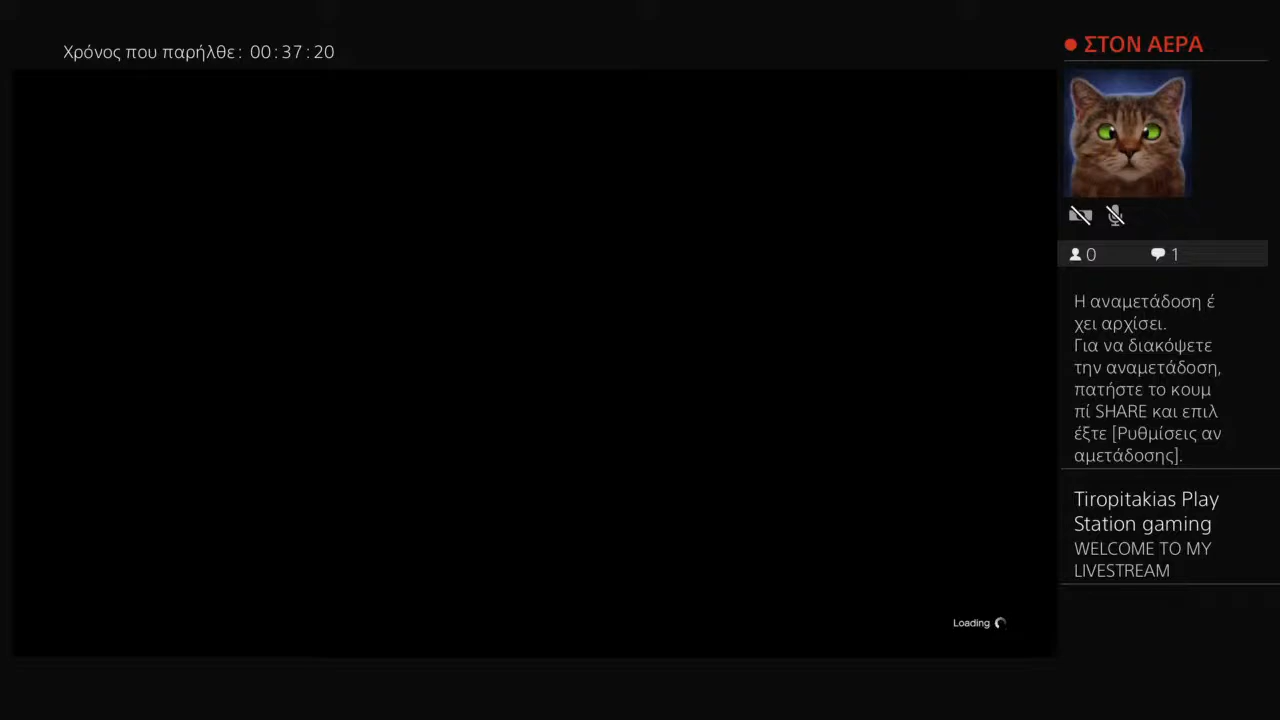 Χρόνος που παρήλθε: 00:37:20
ΣΤΟΝ ΑΕΡΑ
0
1
Η αναμετάδοση έ
χει αρχίσει.
Για να διακόψετε
την αναμετάδοση,
πατήστε το κουμ
πί SHARE και επιλ
έξτε [Ρυθμίσεις αν
αμετάδοσης].
Tiropitakias Play
Station gaming
WELCOME TO MY
LIVESTREAM
Loading